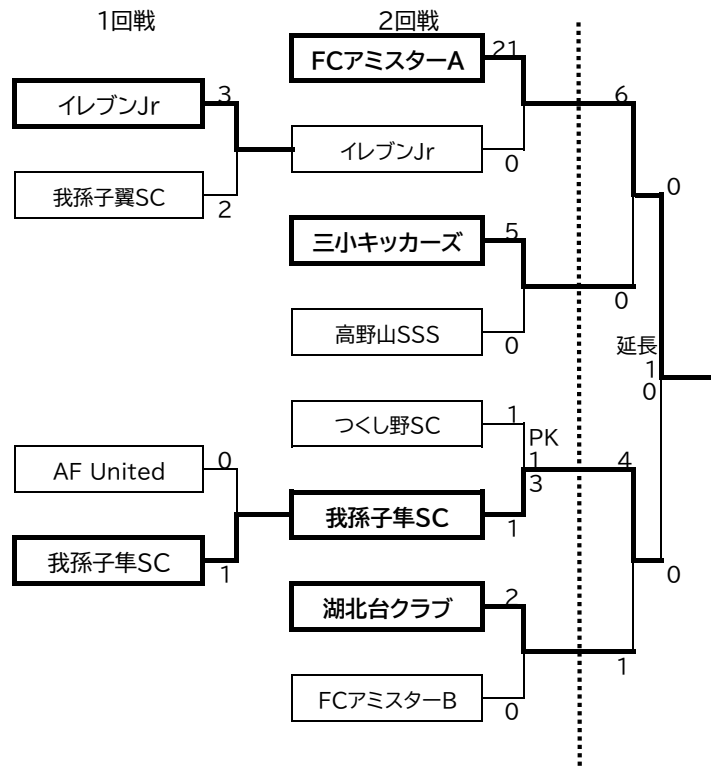 1回戦
2回戦
FCアミスターA
21
イレブンJr
3
6
イレブンJr
0
我孫子翼SC
2
0
三小キッカーズ
5
0
高野山SSS
0
延長
1
0
つくし野SC
1
PK
1
3
AF United
0
4
我孫子隼SC
1
我孫子隼SC
1
0
湖北台クラブ
2
1
FCアミスターB
0